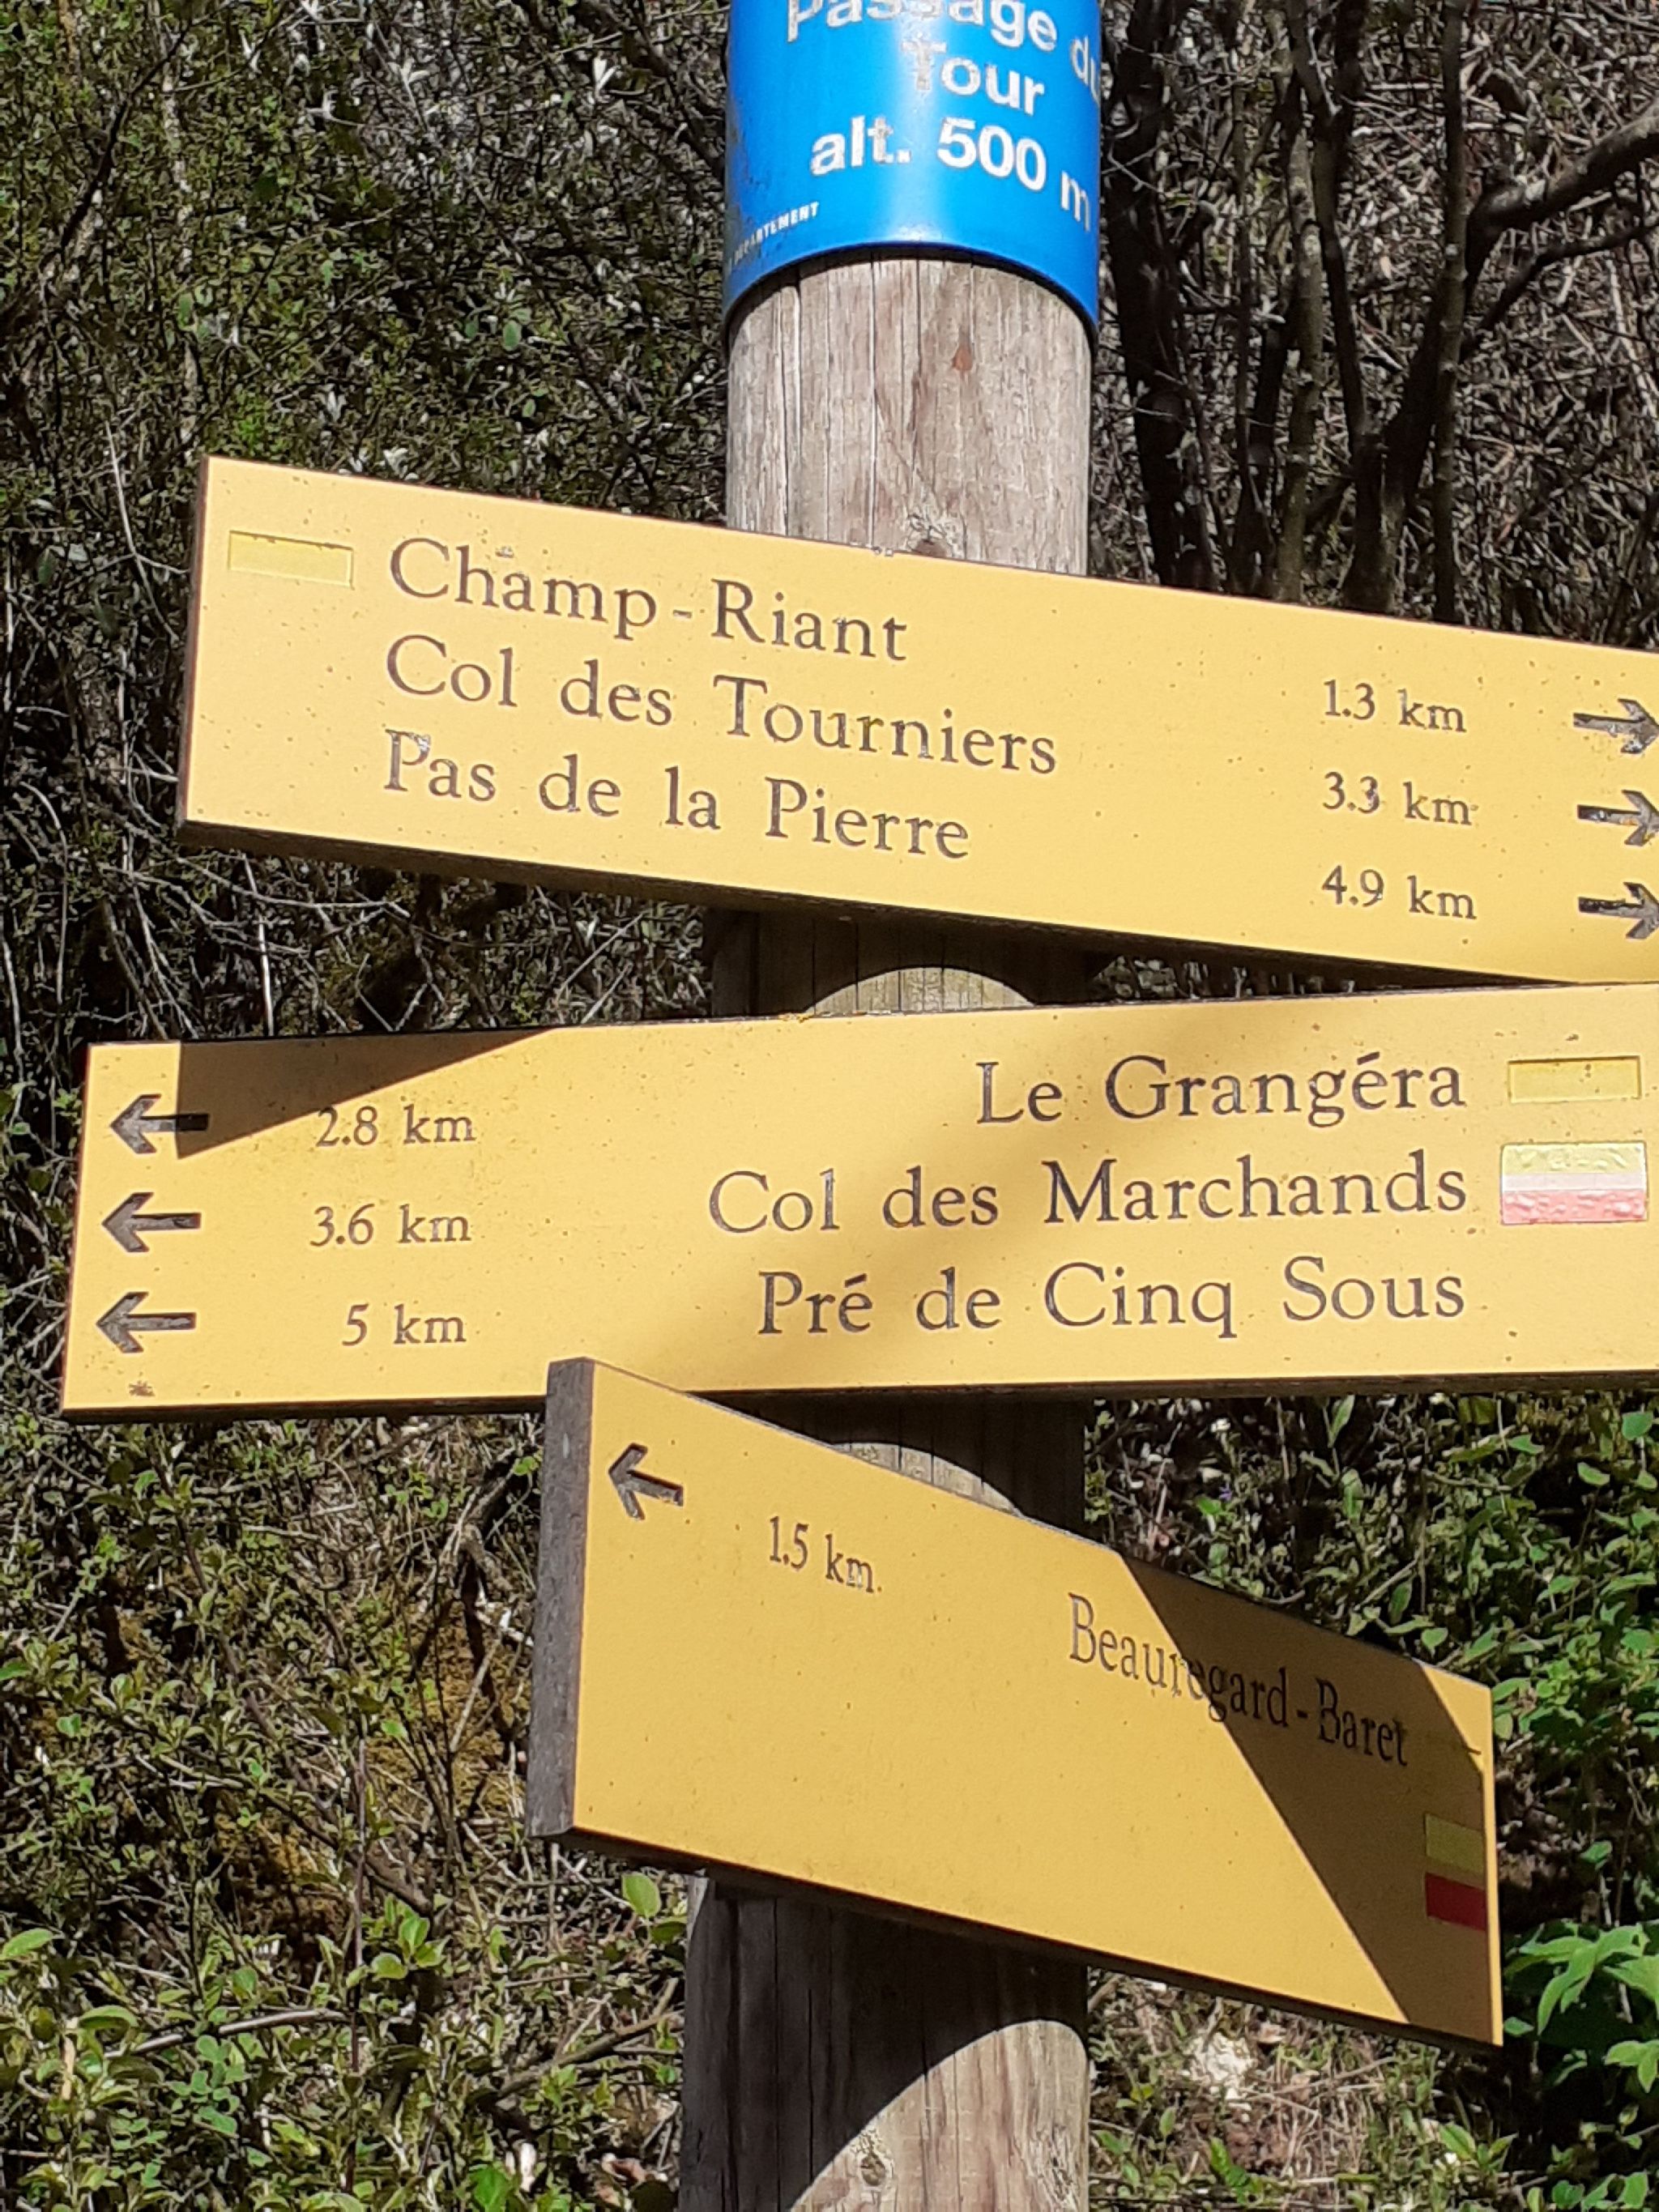 Passage du
Tour
alt. 500 m
DÉPARTEMENT
Champ-Riant 1.3 km
Col des Tourniers 3.3 km
Pas de la Pierre 4.9 km
2.8 km Le Grangéra
3.6 km Col des Marchands
5 km Pré de Cinq Sous
1.5 km Beauregard-Baret